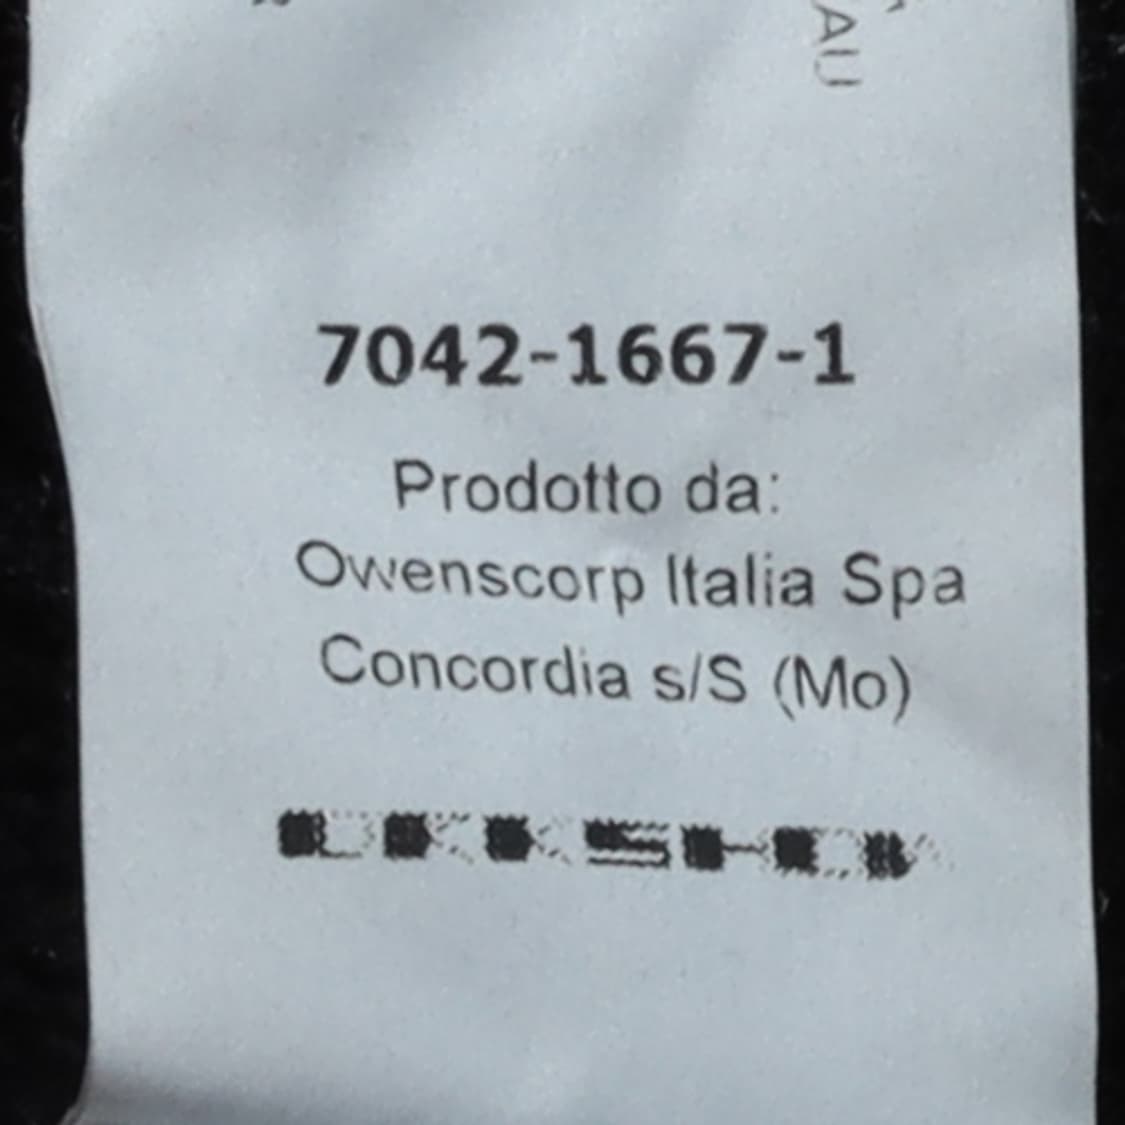 7042-1667-1
Prodotto da:
Owenscorp Italia Spa
Concordia s/S (Mo)